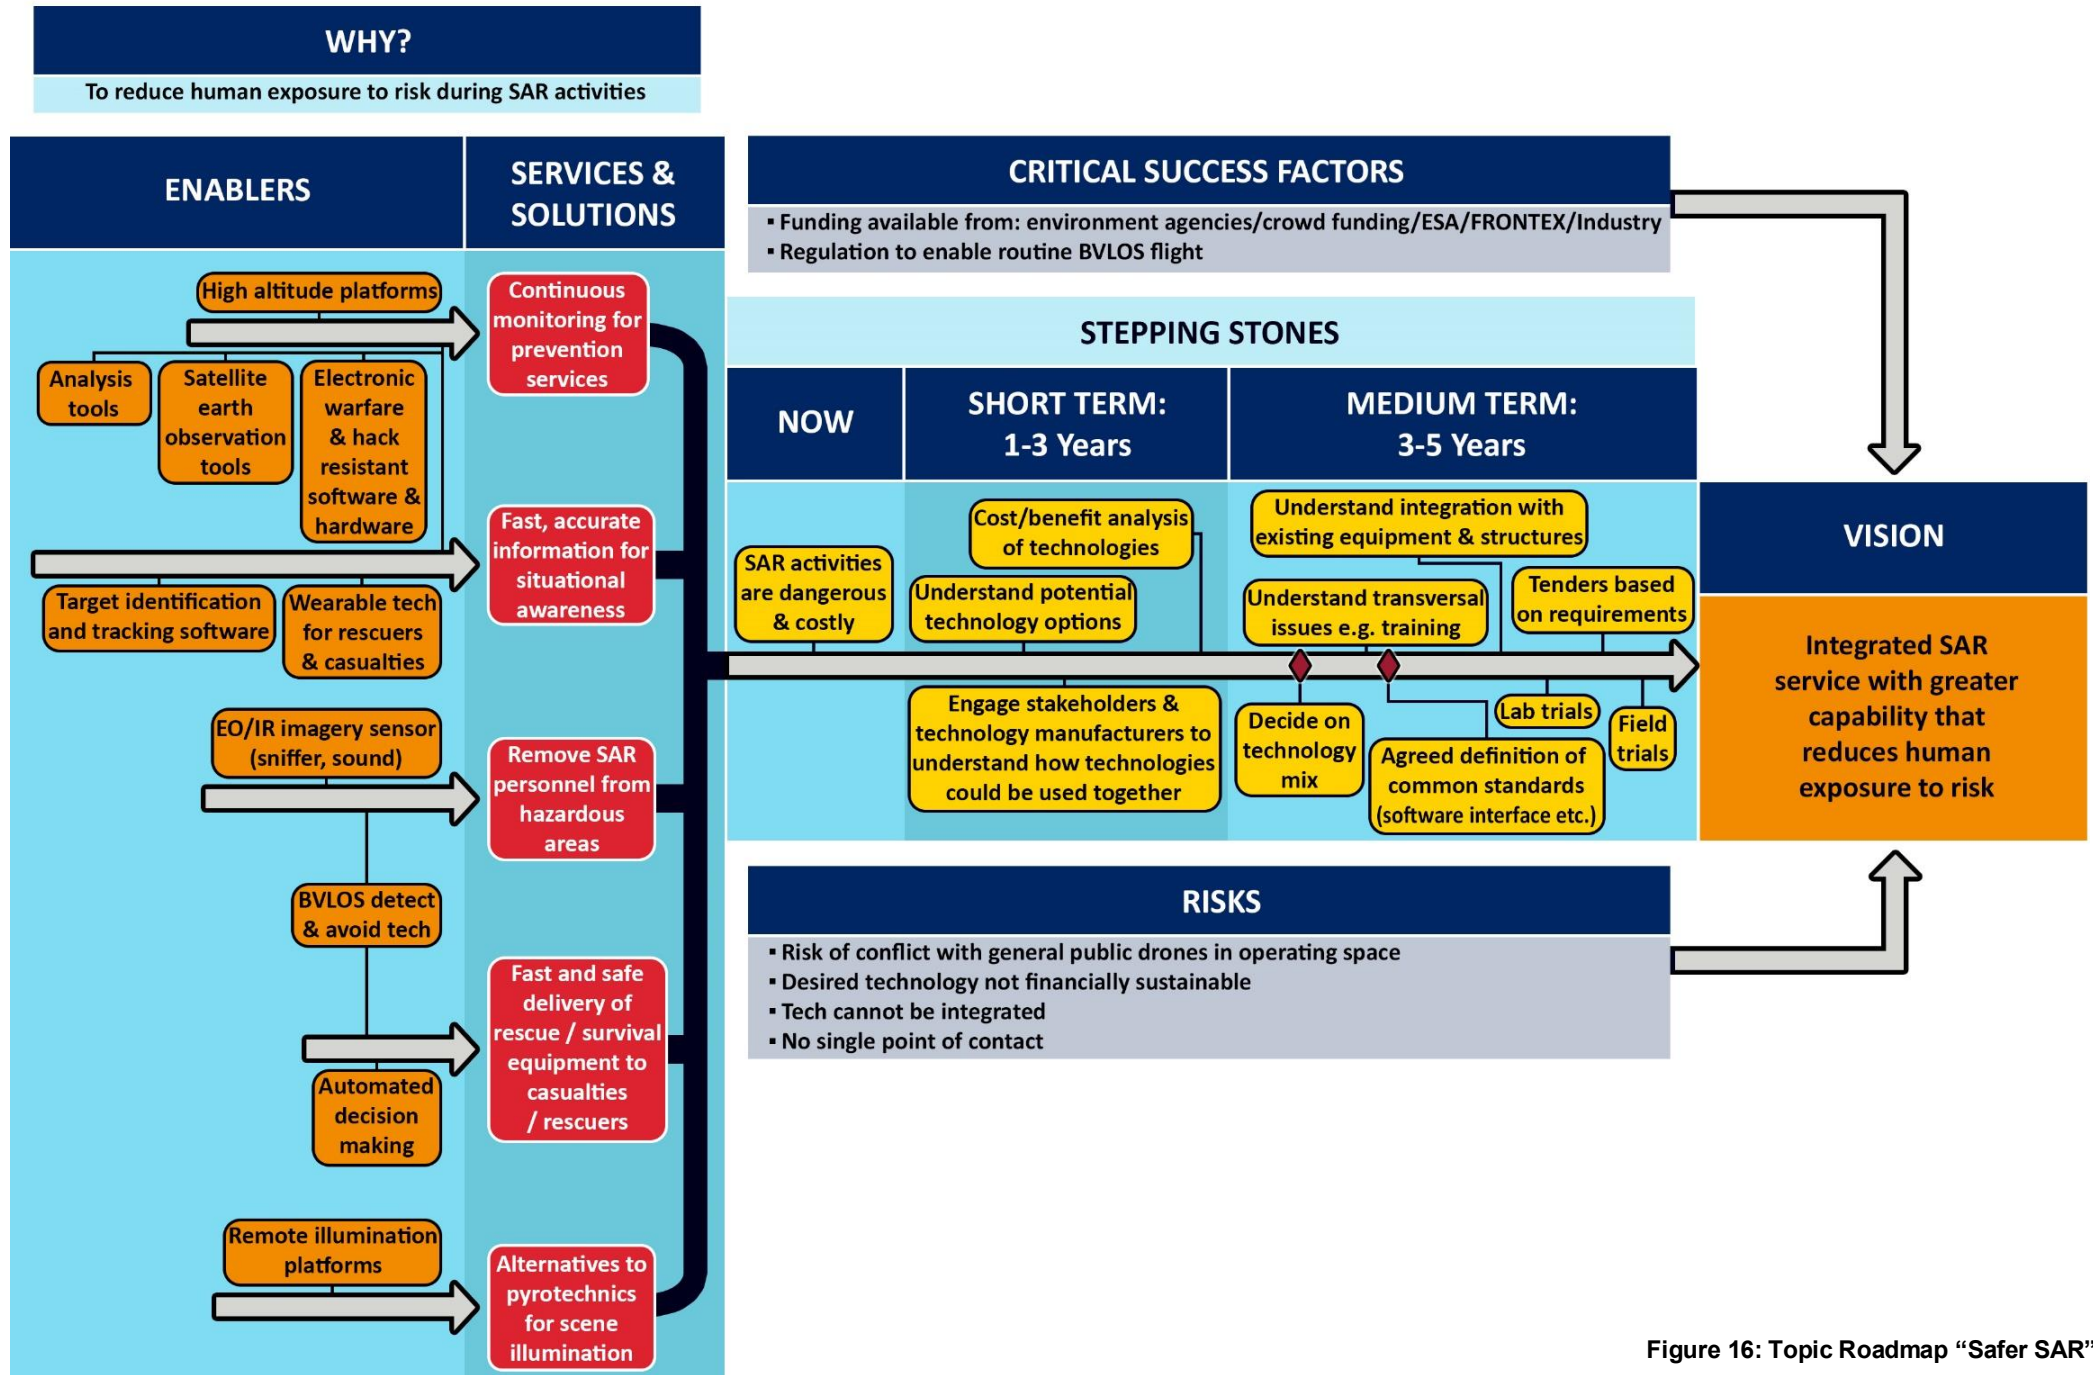 WHY?
To reduce human exposure to risk during SAR activities
ENABLERS
SERVICES &
SOLUTIONS
High altitude platforms
Analysis
tools
Satellite
earth
observation
tools
Electronic
warfare
& hack
resistant
software &
hardware
Target identification
and tracking software
Wearable tech
for rescuers
& casualties
EO/IR imagery sensor
(sniffer, sound)
BVLOS detect
& avoid tech
Automated
decision
making
Remote illumination
platforms
Continuous
monitoring for
prevention
services
Fast, accurate
information for
situational
awareness
Remove SAR
personnel from
hazardous
areas
Fast and safe
delivery of
rescue / survival
equipment to
casualties
/ rescuers
Alternatives to
pyrotechnics
for scene
illumination
CRITICAL SUCCESS FACTORS
▪ Funding available from: environment agencies/crowd funding/ESA/FRONTEX/Industry
▪ Regulation to enable routine BVLOS flight
STEPPING STONES
NOW
SHORT TERM:
1-3 Years
MEDIUM TERM:
3-5 Years
SAR activities
are dangerous
& costly
Cost/benefit analysis
of technologies
Understand potential
technology options
Engage stakeholders &
technology manufacturers to
understand how technologies
could be used together
Understand integration with
existing equipment & structures
Understand transversal
issues e.g. training
Tenders based
on requirements
Decide on
technology
mix
Agreed definition of
common standards
(software interface etc.)
Lab trials
Field
trials
VISION
Integrated SAR
service with greater
capability that
reduces human
exposure to risk
RISKS
▪ Risk of conflict with general public drones in operating space
▪ Desired technology not financially sustainable
▪ Tech cannot be integrated
▪ No single point of contact
Figure 16: Topic Roadmap “Safer SAR”